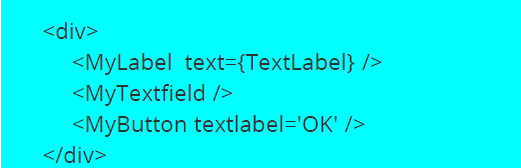 <div>
<MyLabel  text={TextLabel} />
<MyTextfield />
<MyButton textlabel='OK' />
</div>